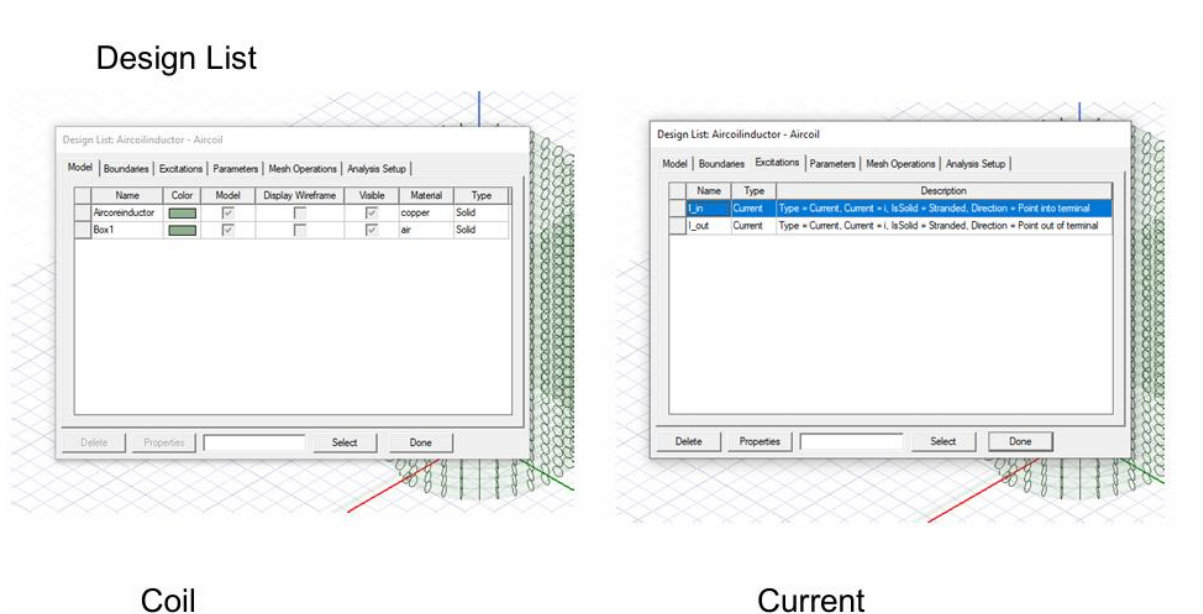 Design List
Design List: Aircoilinductor - Aircoil
Model Boundaries Excitations Parameters Mesh Operations Analysis Setup
Name Color Model Display Wireframe Visible Material Type
Aircoreinductor copper Solid
Box1 air Solid
Delete Properties Select Done
Design List: Aircoilinductor - Aircoil
Model Boundaries Excitations Parameters Mesh Operations Analysis Setup
Name Type Description
I_in Current Type = Current, Current = i, IsSolid = Stranded, Direction = Point into terminal
I_out Current Type = Current, Current = i, IsSolid = Stranded, Direction = Point out of terminal
Delete Properties Select Done
Coil
Current